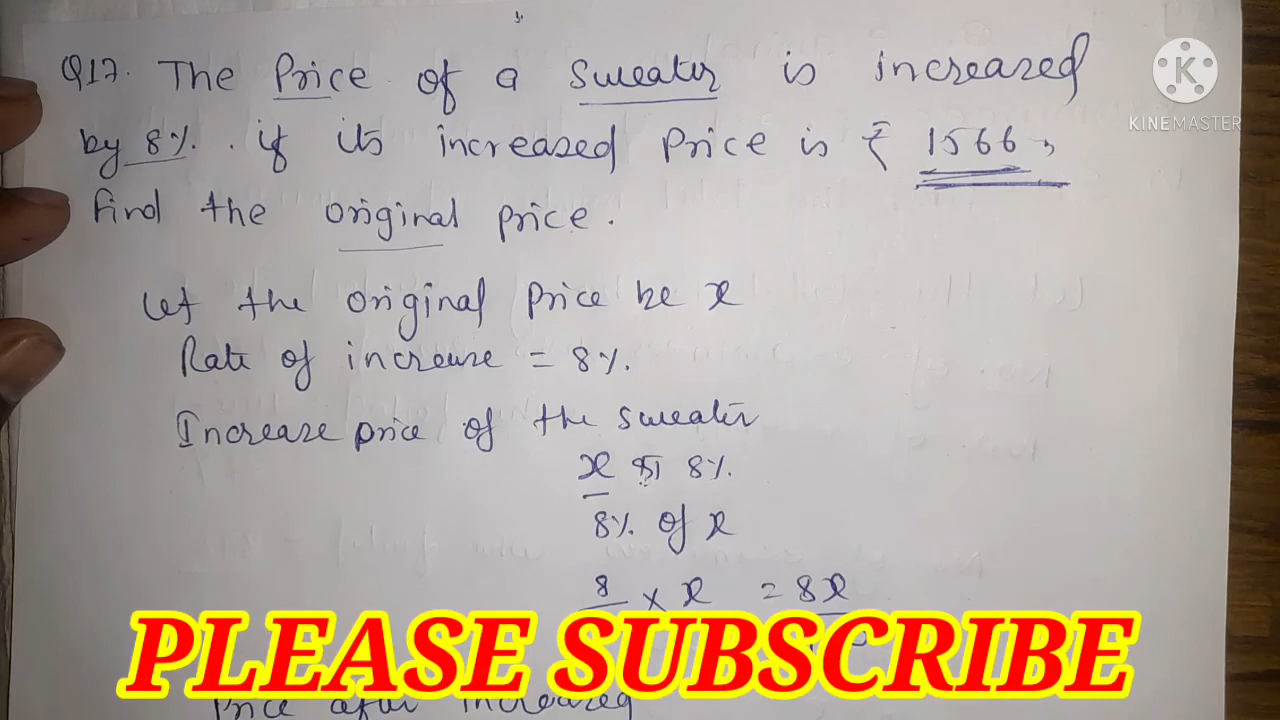 Q17. The Price of a Sweater is increased
by 8%. if its increased Price is ₹ 1566,
find the original price.
Let the original Price be x
Rate of increase = 8%.
Increase price of the sweater
x का 8%.
8% of x
8 × x = 8x
PLEASE SUBSCRIBE
Price after increased
K
KINEMASTER